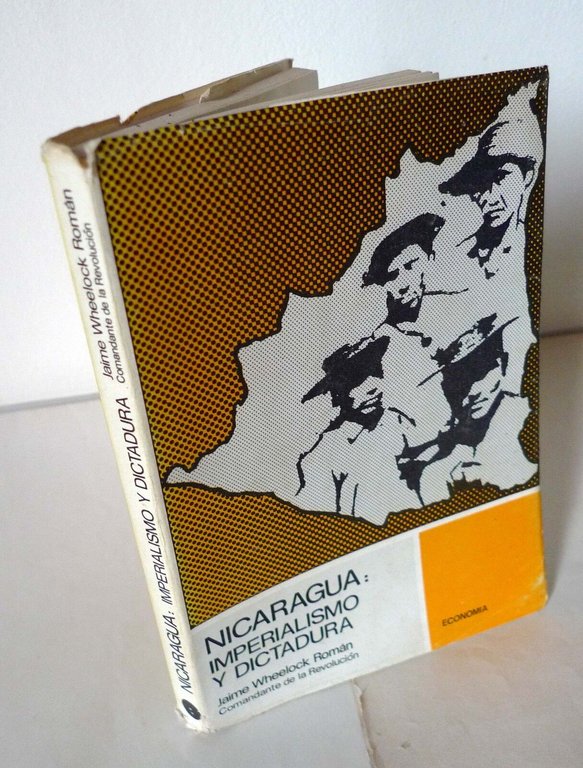 Jaime Wheelock Román
Comandante de la Revolución
NICARAGUA: IMPERIALISMO Y DICTADURA
NICARAGUA:
IMPERIALISMO
Y DICTADURA
Jaime Wheelock Román
Comandante de la Revolución
ECONOMIA